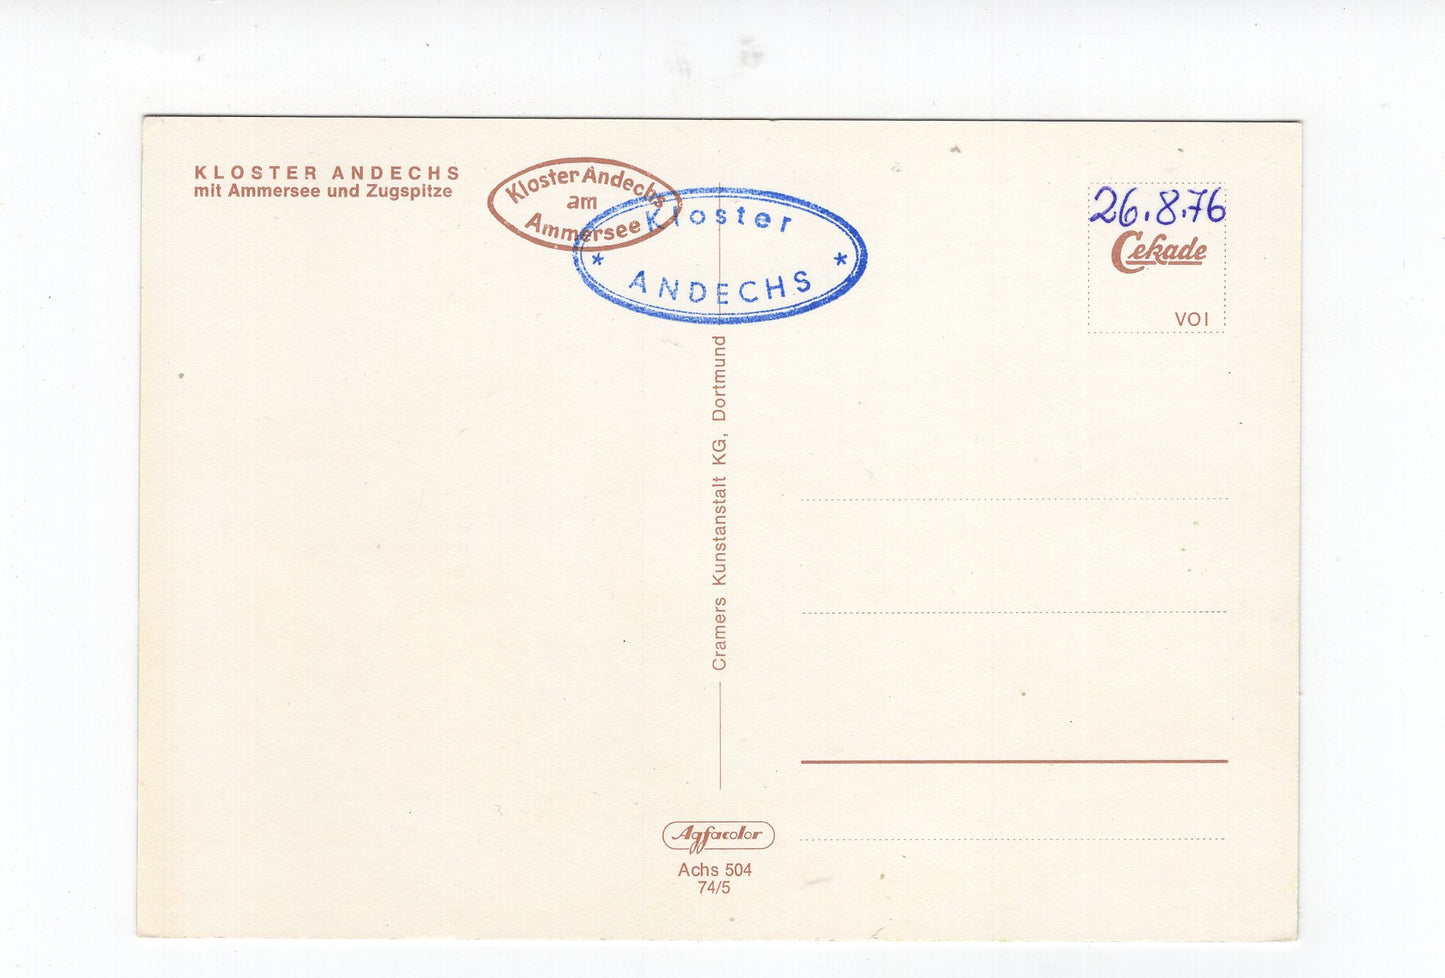 KLOSTER ANDECHS
mit Ammersee und Zugspitze
Kloster Andechs
am
Ammersee
Kloster
* ANDECHS *
26.8.76
Cekade
VOI
Cramers Kunstanstalt KG, Dortmund
Agfacolor
Achs 504
74/5